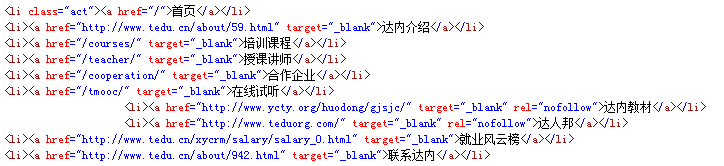 <li class="act"><a href="/">首页</a></li>
<li><a href="http://www.tedu.cn/about/59.html" target="_blank">达内介绍</a></li>
<li><a href="/courses/" target="_blank">培训课程</a></li>
<li><a href="/teacher/" target="_blank">授课讲师</a></li>
<li><a href="/cooperation/" target="_blank">合作企业</a></li>
<li><a href="/tmooc/" target="_blank">在线试听</a></li>
<li><a href="http://www.ycty.org/huodong/gjsjc/" target="_blank" rel="nofollow">达内教材</a></li>
<li><a href="http://www.teduorg.com/" target="_blank" rel="nofollow">达人邦</a></li>
<li><a href="http://www.tedu.cn/xycrm/salary/salary_0.html" target="_blank">就业风云榜</a></li>
<li><a href="http://www.tedu.cn/about/942.html" target="_blank">联系达内</a></li>